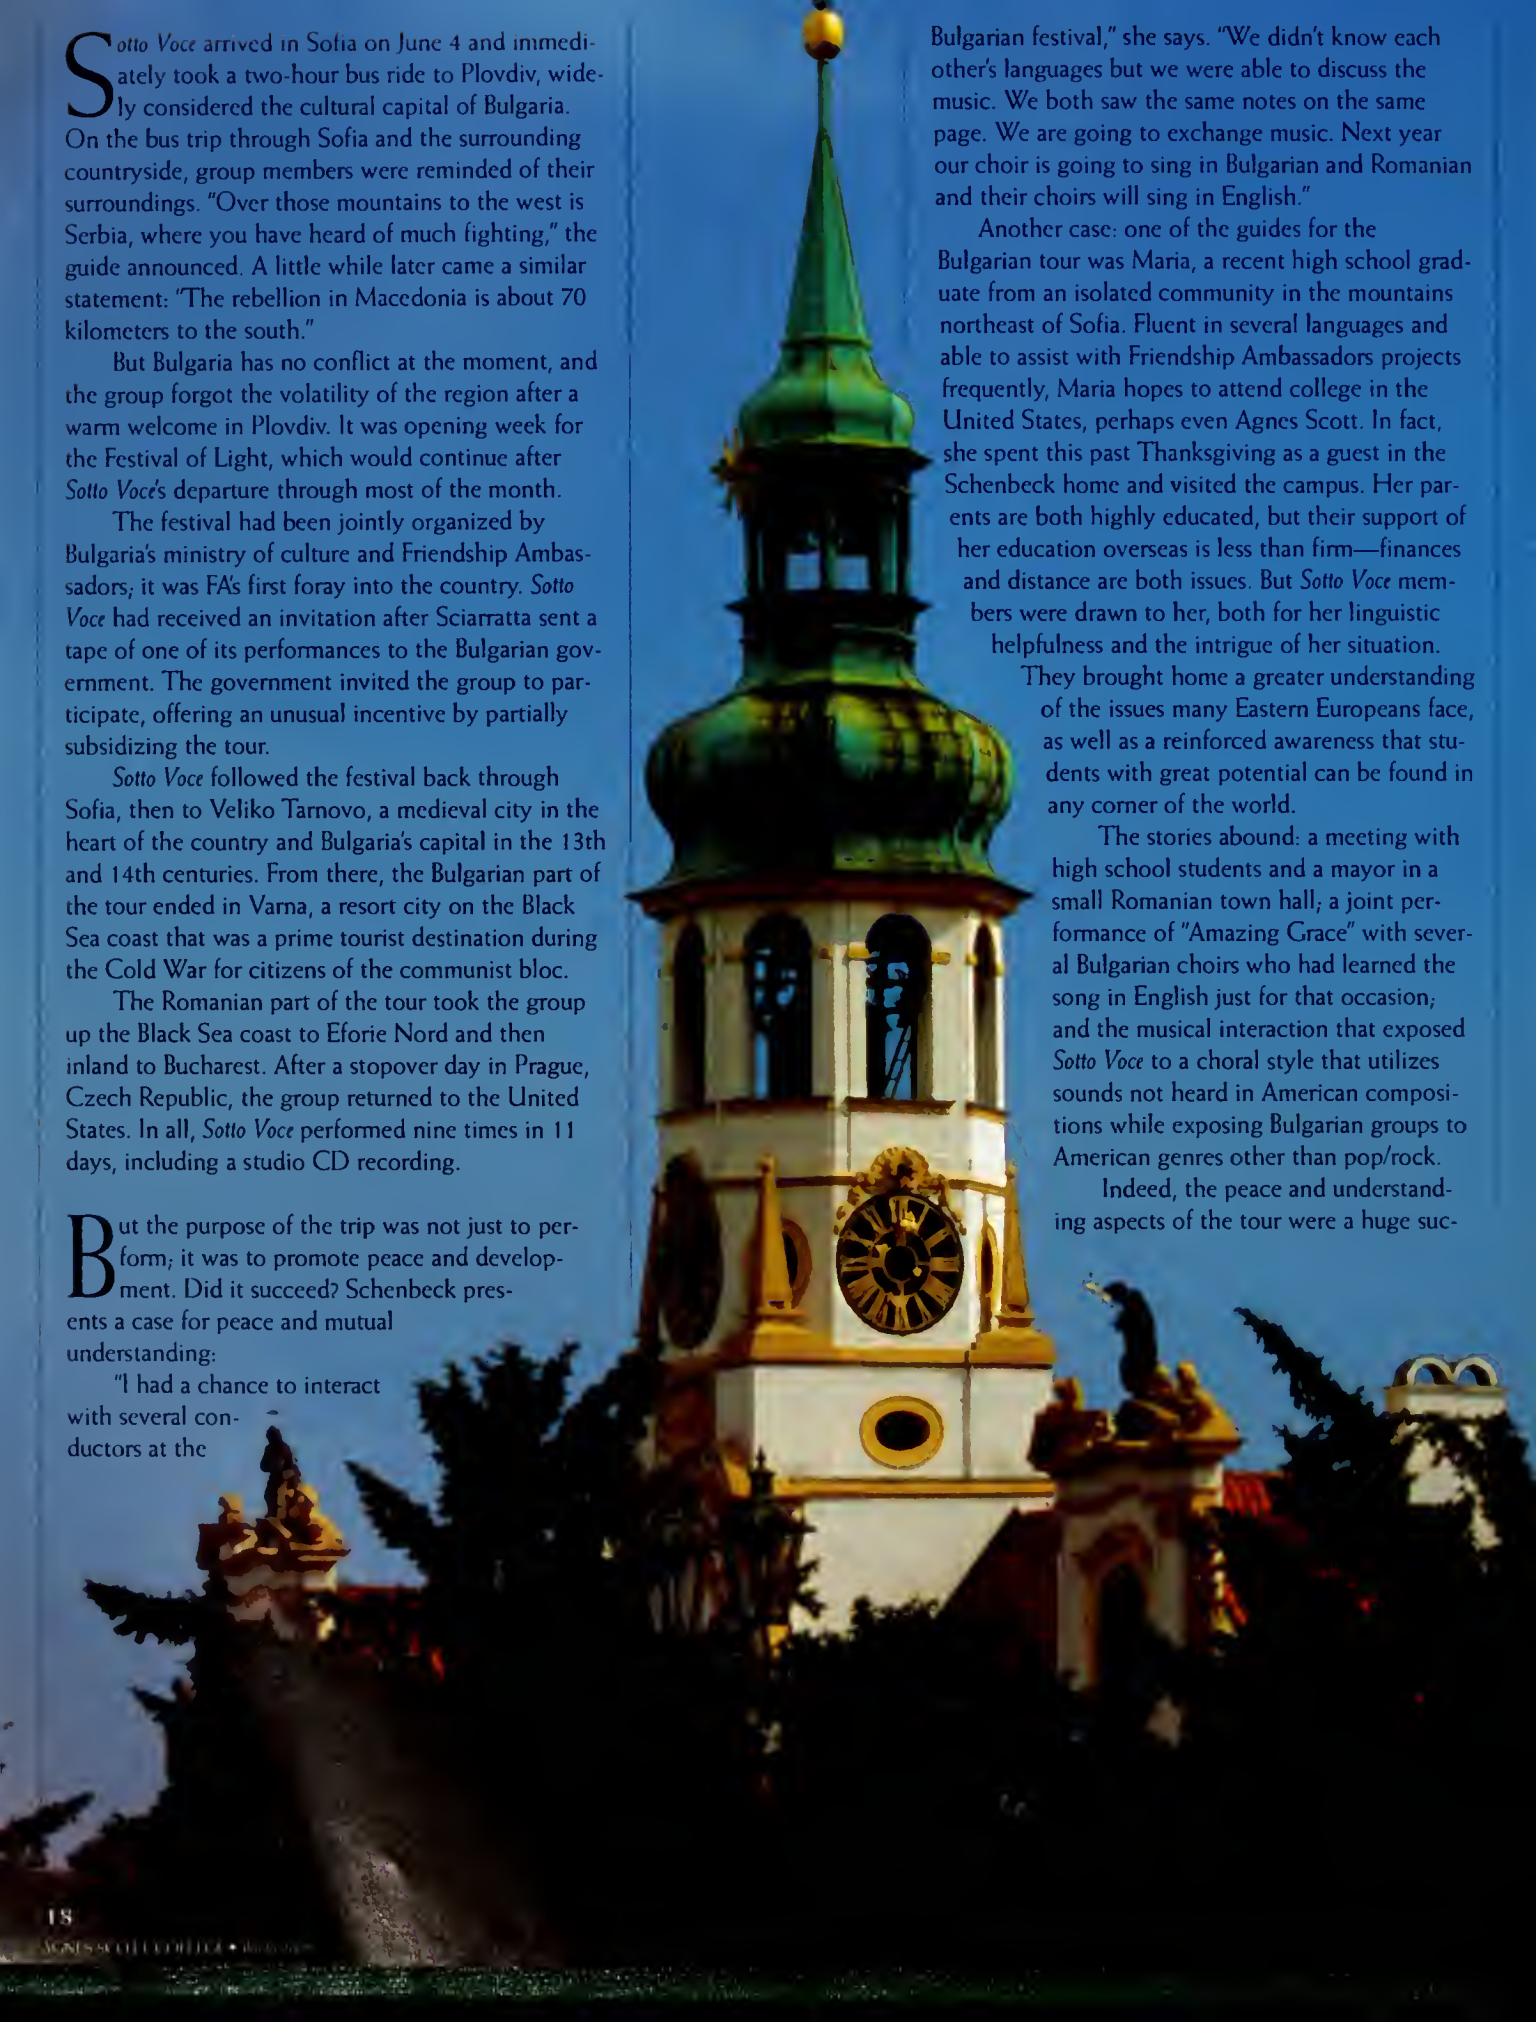 Sotto Voce arrived in Sofia on June 4 and immedi-
ately took a two-hour bus ride to Plovdiv, wide-
ly considered the cultural capital of Bulgaria.
On the bus trip through Sofia and the surrounding
countryside, group members were reminded of their
surroundings. "Over those mountains to the west is
Serbia, where you have heard of much fighting," the
guide announced. A little while later came a similar
statement: "The rebellion in Macedonia is about 70
kilometers to the south."
But Bulgaria has no conflict at the moment, and
the group forgot the volatility of the region after a
warm welcome in Plovdiv. It was opening week for
the Festival of Light, which would continue after
Sotto Voce's departure through most of the month.
The festival had been jointly organized by
Bulgaria's ministry of culture and Friendship Ambas-
sadors; it was FA's first foray into the country. Sotto
Voce had received an invitation after Sciarratta sent a
tape of one of its performances to the Bulgarian gov-
ernment. The government invited the group to par-
ticipate, offering an unusual incentive by partially
subsidizing the tour.
Sotto Voce followed the festival back through
Sofia, then to Veliko Tarnovo, a medieval city in the
heart of the country and Bulgaria's capital in the 13th
and 14th centuries. From there, the Bulgarian part of
the tour ended in Varna, a resort city on the Black
Sea coast that was a prime tourist destination during
the Cold War for citizens of the communist bloc.
The Romanian part of the tour took the group
up the Black Sea coast to Eforie Nord and then
inland to Bucharest. After a stopover day in Prague,
Czech Republic, the group returned to the United
States. In all, Sotto Voce performed nine times in 11
days, including a studio CD recording.
But the purpose of the trip was not just to per-
form; it was to promote peace and develop-
ment. Did it succeed? Schenbeck pres-
ents a case for peace and mutual
understanding:
"I had a chance to interact
with several con-
ductors at the
Bulgarian festival," she says. "We didn't know each
other's languages but we were able to discuss the
music. We both saw the same notes on the same
page. We are going to exchange music. Next year
our choir is going to sing in Bulgarian and Romanian
and their choirs will sing in English."
Another case: one of the guides for the
Bulgarian tour was Maria, a recent high school grad-
uate from an isolated community in the mountains
northeast of Sofia. Fluent in several languages and
able to assist with Friendship Ambassadors projects
frequently, Maria hopes to attend college in the
United States, perhaps even Agnes Scott. In fact,
she spent this past Thanksgiving as a guest in the
Schenbeck home and visited the campus. Her par-
ents are both highly educated, but their support of
her education overseas is less than firm—finances
and distance are both issues. But Sotto Voce mem-
bers were drawn to her, both for her linguistic
helpfulness and the intrigue of her situation.
They brought home a greater understanding
of the issues many Eastern Europeans face,
as well as a reinforced awareness that stu-
dents with great potential can be found in
any corner of the world.
The stories abound: a meeting with
high school students and a mayor in a
small Romanian town hall; a joint per-
formance of "Amazing Grace" with sever-
al Bulgarian choirs who had learned the
song in English just for that occasion;
and the musical interaction that exposed
Sotto Voce to a choral style that utilizes
sounds not heard in American composi-
tions while exposing Bulgarian groups to
American genres other than pop/rock.
Indeed, the peace and understand-
ing aspects of the tour were a huge suc-
18
AGNES SCOTT COLLEGE •